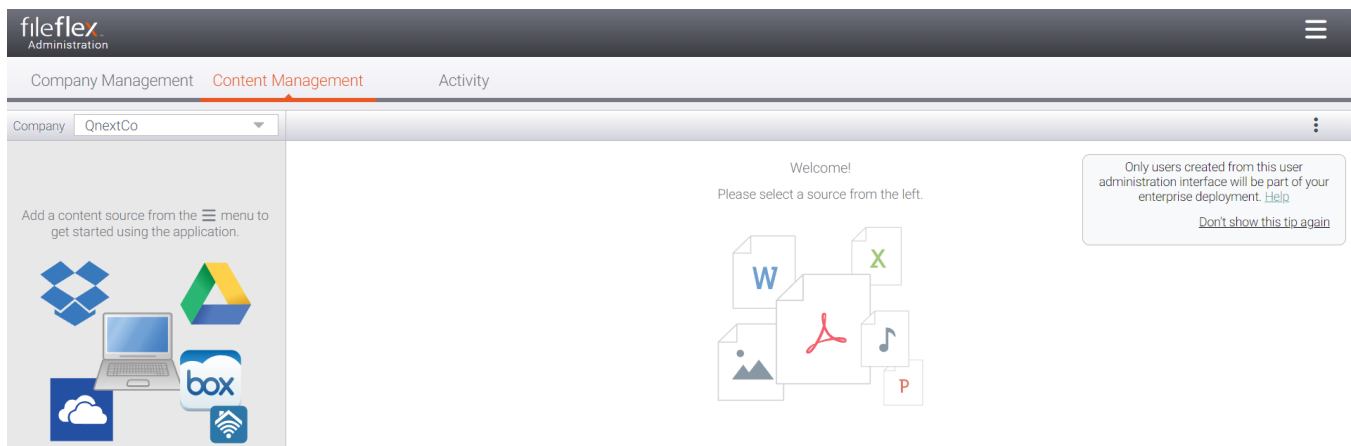 fileflex
Administration
Company Management Content Management Activity
Company QnextCo
Add a content source from the ☰ menu to
get started using the application.
box
Welcome!
Please select a source from the left.
W
X
P
Only users created from this user
administration interface will be part of your
enterprise deployment. Help
Don't show this tip again